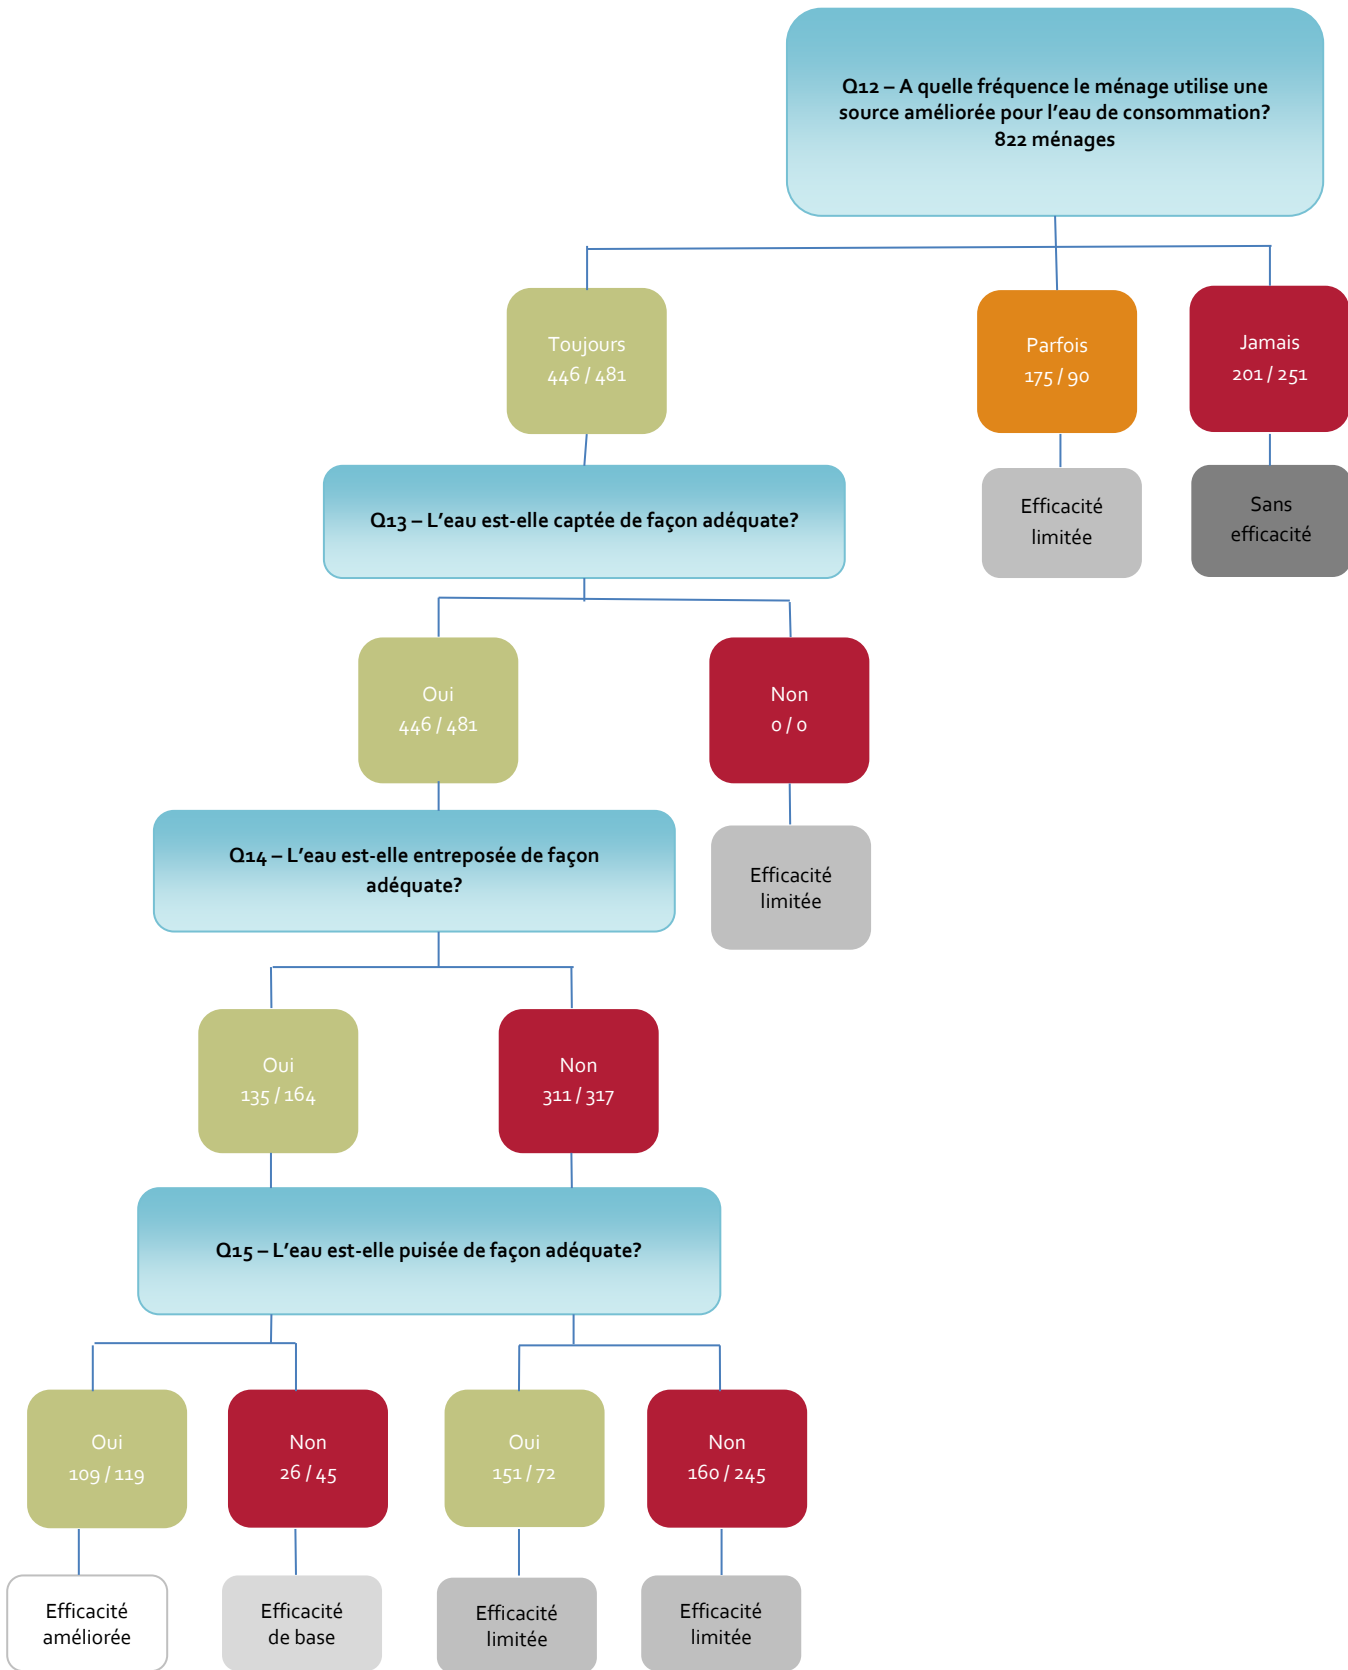 Q12 – A quelle fréquence le ménage utilise une
source améliorée pour l'eau de consommation?
822 ménages
Toujours
446 / 481
Parfois
175 / 90
Jamais
201 / 251
Q13 – L'eau est-elle captée de façon adéquate?
Efficacité
limitée
Sans
efficacité
Oui
446 / 481
Non
0 / 0
Q14 – L'eau est-elle entreposée de façon
adéquate?
Efficacité
limitée
Oui
135 / 164
Non
311 / 317
Q15 – L'eau est-elle puisée de façon adéquate?
Oui
109 / 119
Non
26 / 45
Oui
151 / 72
Non
160 / 245
Efficacité
améliorée
Efficacité
de base
Efficacité
limitée
Efficacité
limitée